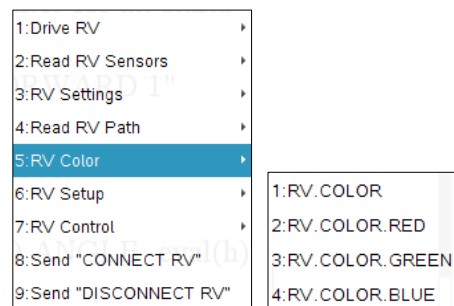 1:Drive RV
2:Read RV Sensors
3:RV Settings
4:Read RV Path
5:RV Color
6:RV Setup
7:RV Control
8:Send "CONNECT RV"
9:Send "DISCONNECT RV"
1:RV.COLOR
2:RV.COLOR.RED
3:RV.COLOR.GREEN
4:RV.COLOR.BLUE